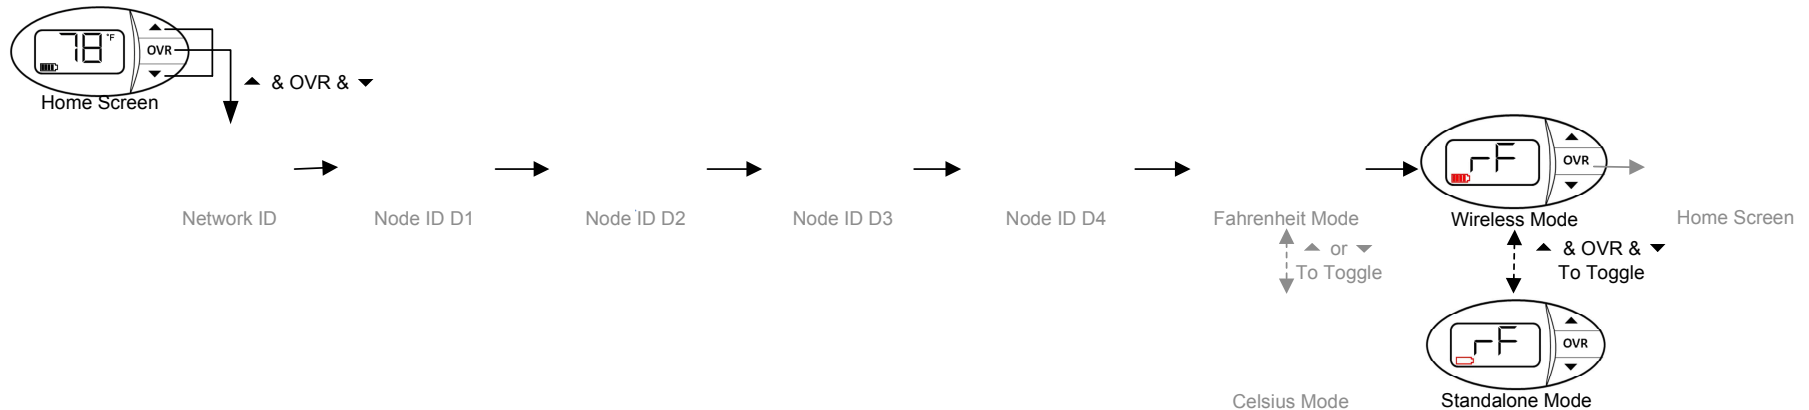 78 °F
OVR
Home Screen
▲ & OVR & ▼
Network ID
Node ID D1
Node ID D2
Node ID D3
Node ID D4
Fahrenheit Mode
▲ or ▼
To Toggle
Celsius Mode
rF
OVR
Wireless Mode
▲ & OVR & ▼
To Toggle
rF
OVR
Standalone Mode
Home Screen